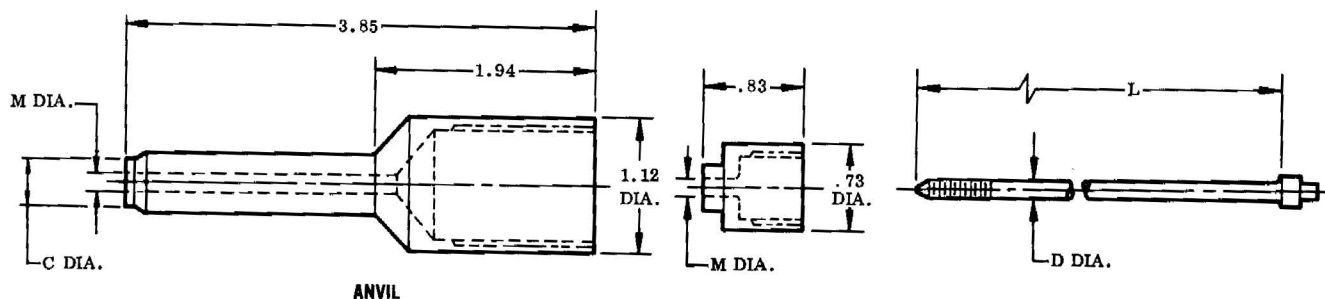 3.85
1.94
M DIA.
C DIA.
1.12
DIA.
ANVIL
.83
.73
DIA.
M DIA.
L
D DIA.